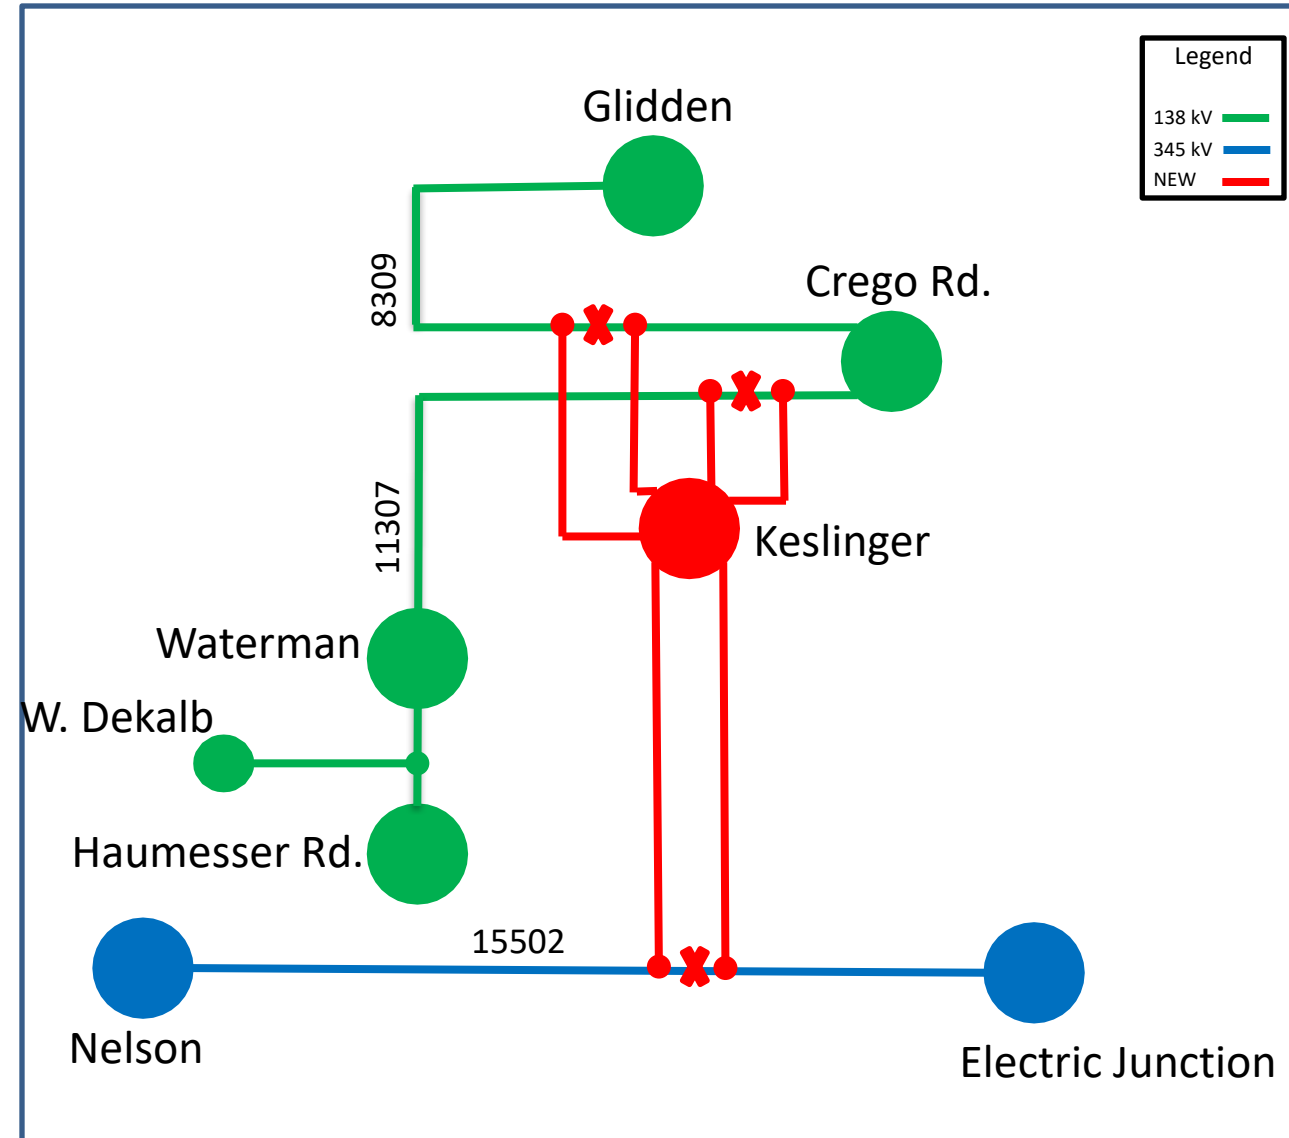 Legend
138 kV
345 kV
NEW
Glidden
Crego Rd.
8309
11307
Keslinger
Waterman
W. Dekalb
Haumesser Rd.
15502
Nelson
Electric Junction